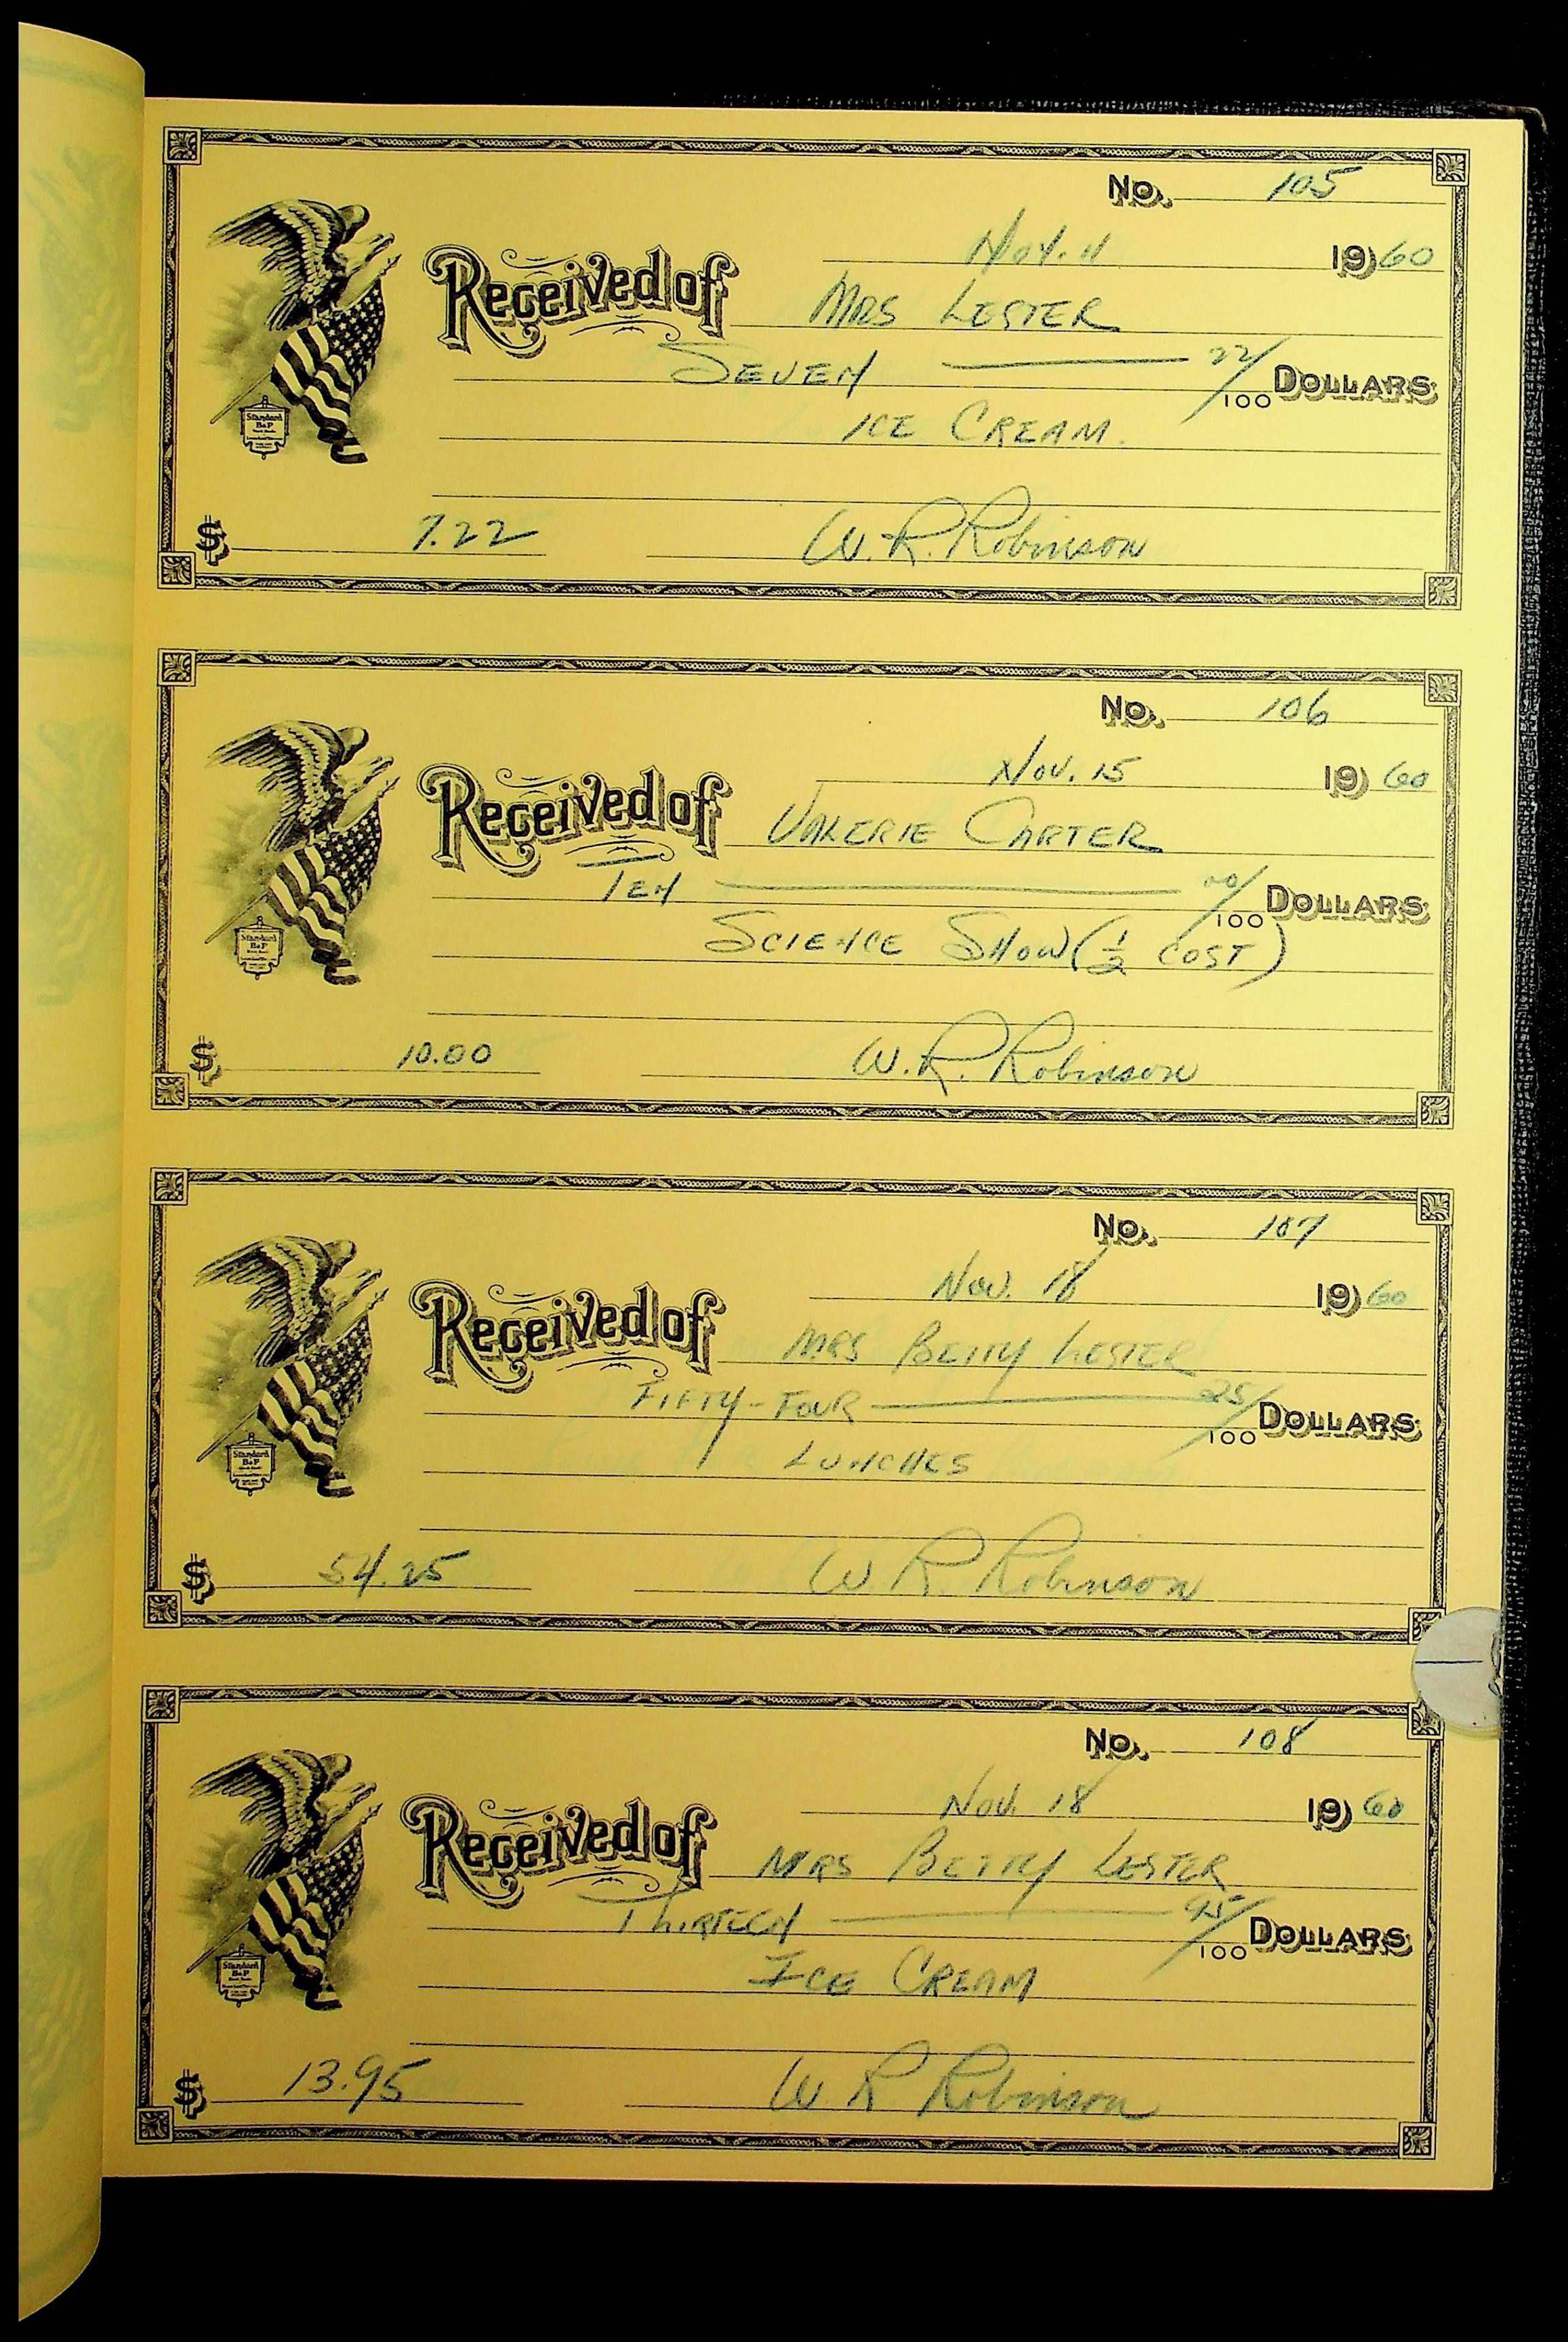 No. 105
Nov. 11 1960
Received of MRS LESTER
SEVEN 22/100 DOLLARS
ICE CREAM.
Standard
B&P
$ 7.22 W. R. Robinson
No. 106
Nov. 15 1960
Received of VALERIE CARTER
TEN 00/100 DOLLARS
SCIENCE SHOW (1/2 COST)
Standard
B&P
$ 10.00 W. R. Robinson
No. 107
Nov. 18 1960
Received of MRS BETTY LESTER
FIFTY-FOUR 25/100 DOLLARS
LUNCHES
Standard
B&P
$ 54.25 W. R. Robinson
No. 108
Nov. 18 1960
Received of MRS BETTY LESTER
THIRTEEN 95/100 DOLLARS
ICE CREAM
Standard
B&P
$ 13.95 W R Robinson